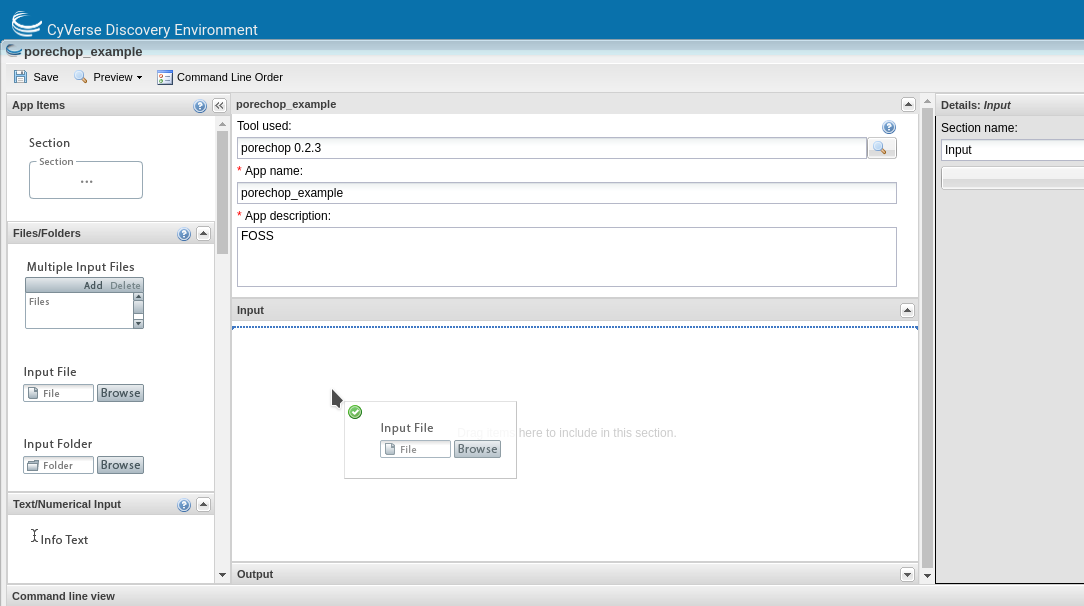 CyVerse Discovery Environment
porechop_example
Save Preview Command Line Order
App Items
Section
Section
...
Files/Folders
Multiple Input Files
Add Delete
Files
Input File
File Browse
Input Folder
Folder Browse
Text/Numerical Input
Info Text
porechop_example
Tool used:
porechop 0.2.3
* App name:
porechop_example
* App description:
FOSS
Input
Input File
File Browse
here to include in this section.
Output
Details: Input
Section name:
Input
Command line view